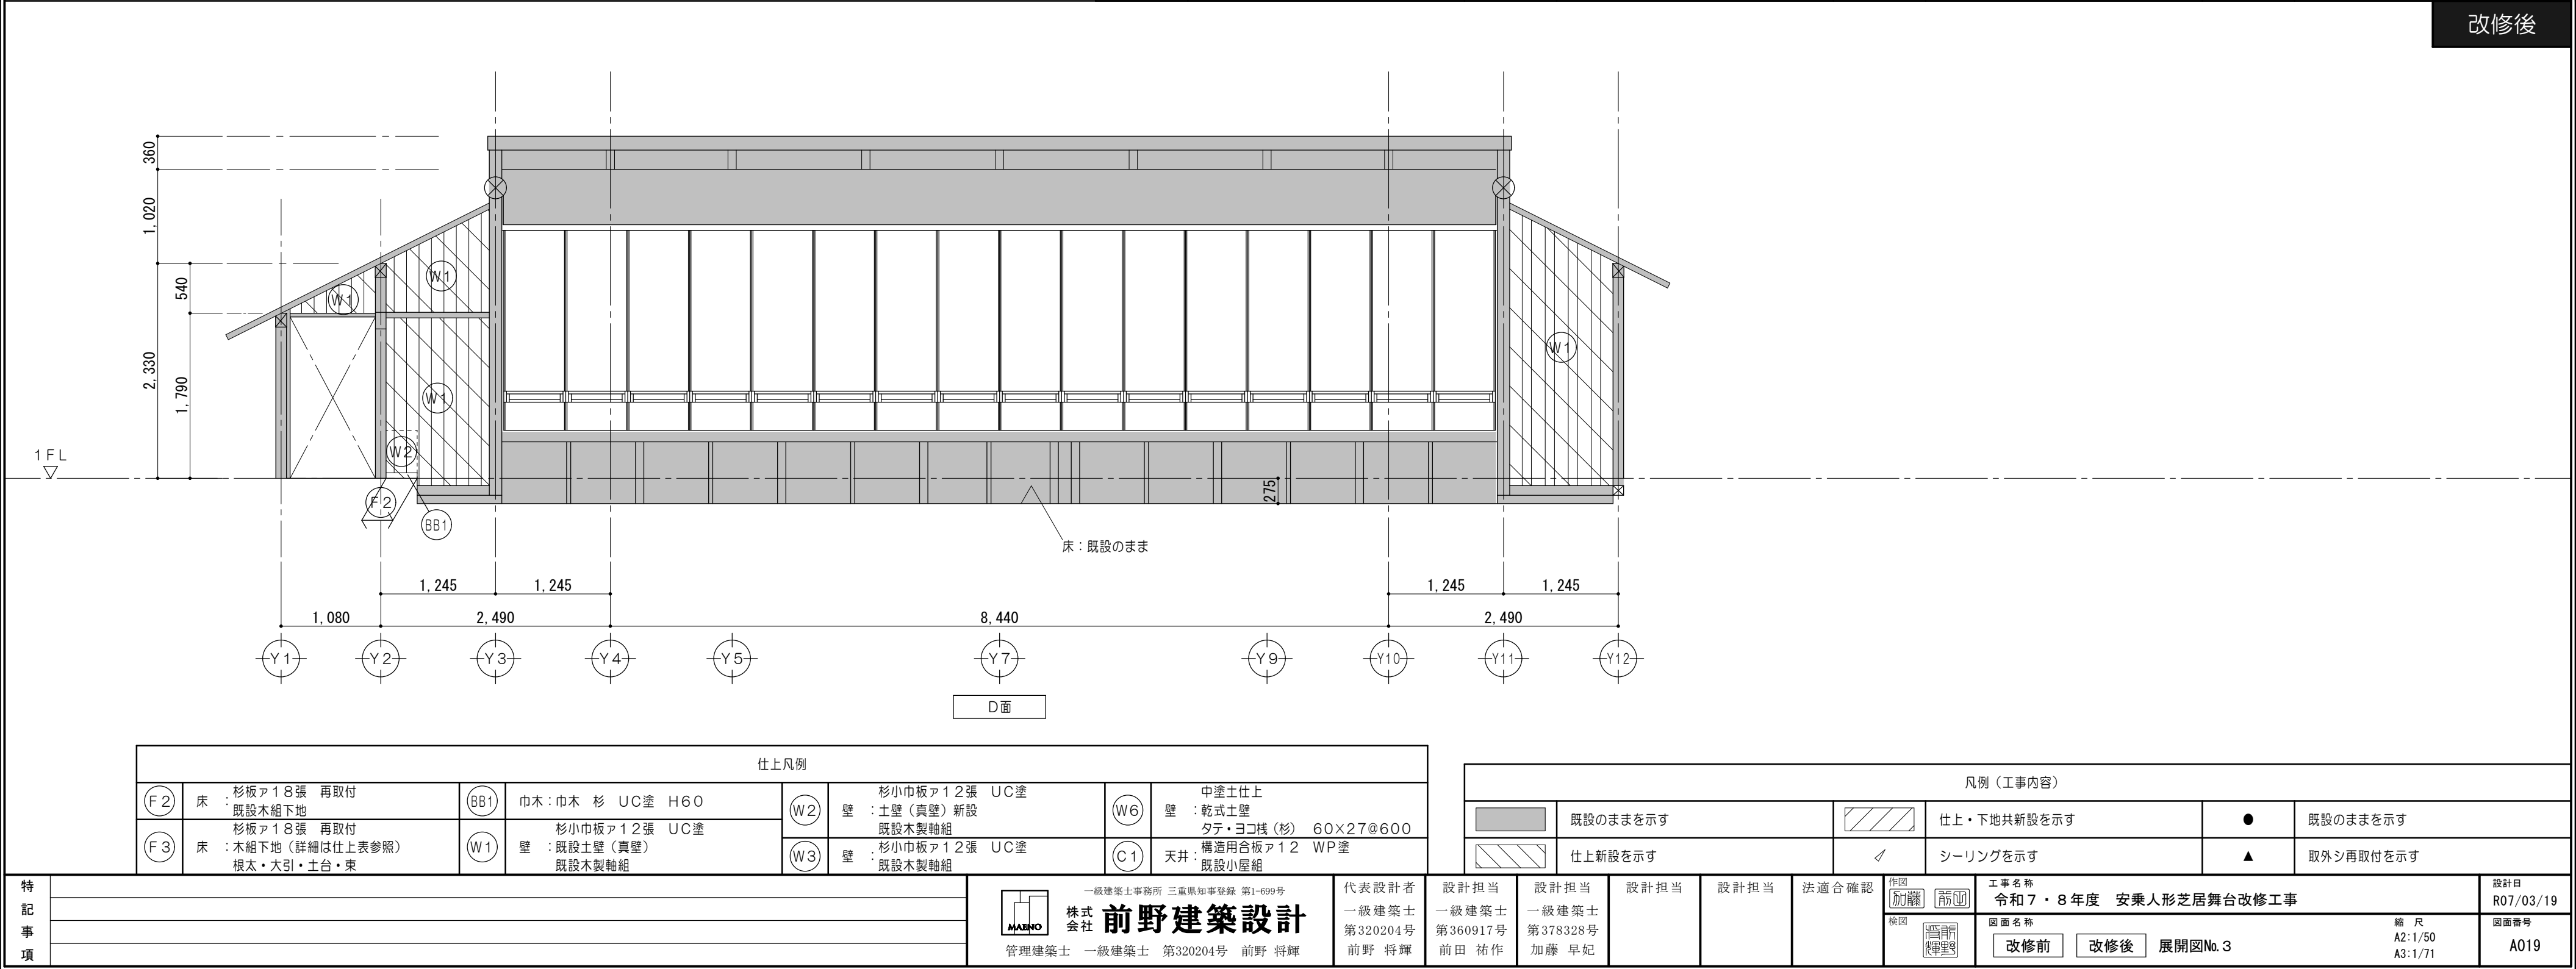 改修後
360
1,020
540
2,330
1,790
1FL
W1
W1
W1
W2
F2
BB1
W1
275
床：既設のまま
1,245
1,245
1,245
1,245
1,080
2,490
8,440
2,490
Y1
Y2
Y3
Y4
Y5
Y7
Y9
Y10
Y11
Y12
D面
仕上凡例
F2 床 ：杉板ァ18張 再取付
既設木組下地
BB1 巾木：巾木 杉 UC塗 H60
W2 壁 ：杉小巾板ァ12張 UC塗
土壁（真壁）新設
既設木製軸組
W6 壁 ：中塗土仕上
乾式土壁
タテ・ヨコ桟（杉） 60×27@600
F3 床 ：杉板ァ18張 再取付
木組下地（詳細は仕上表参照）
根太・大引・土台・束
W1 壁 ：杉小巾板ァ12張 UC塗
既設土壁（真壁）
既設木製軸組
W3 壁 ：杉小巾板ァ12張 UC塗
既設木製軸組
C1 天井：構造用合板ァ12 WP塗
既設小屋組
凡例（工事内容）
既設のままを示す
仕上・下地共新設を示す
● 既設のままを示す
仕上新設を示す
シーリングを示す
▲ 取外シ再取付を示す
特記事項
MAENO
一級建築士事務所 三重県知事登録 第1-699号
株式会社 前野建築設計
管理建築士 一級建築士 第320204号 前野 将輝
代表設計者
一級建築士
第320204号
前野 将輝
設計担当
一級建築士
第360917号
前田 祐作
設計担当
一級建築士
第378328号
加藤 早妃
設計担当
設計担当
法適合確認
作図
加藤
前田
検図
前野将輝
工事名称
令和7・8年度 安乗人形芝居舞台改修工事
設計日
R07/03/19
図面名称
改修前 改修後 展開図No.3
縮 尺
A2:1/50
A3:1/71
図面番号
A019